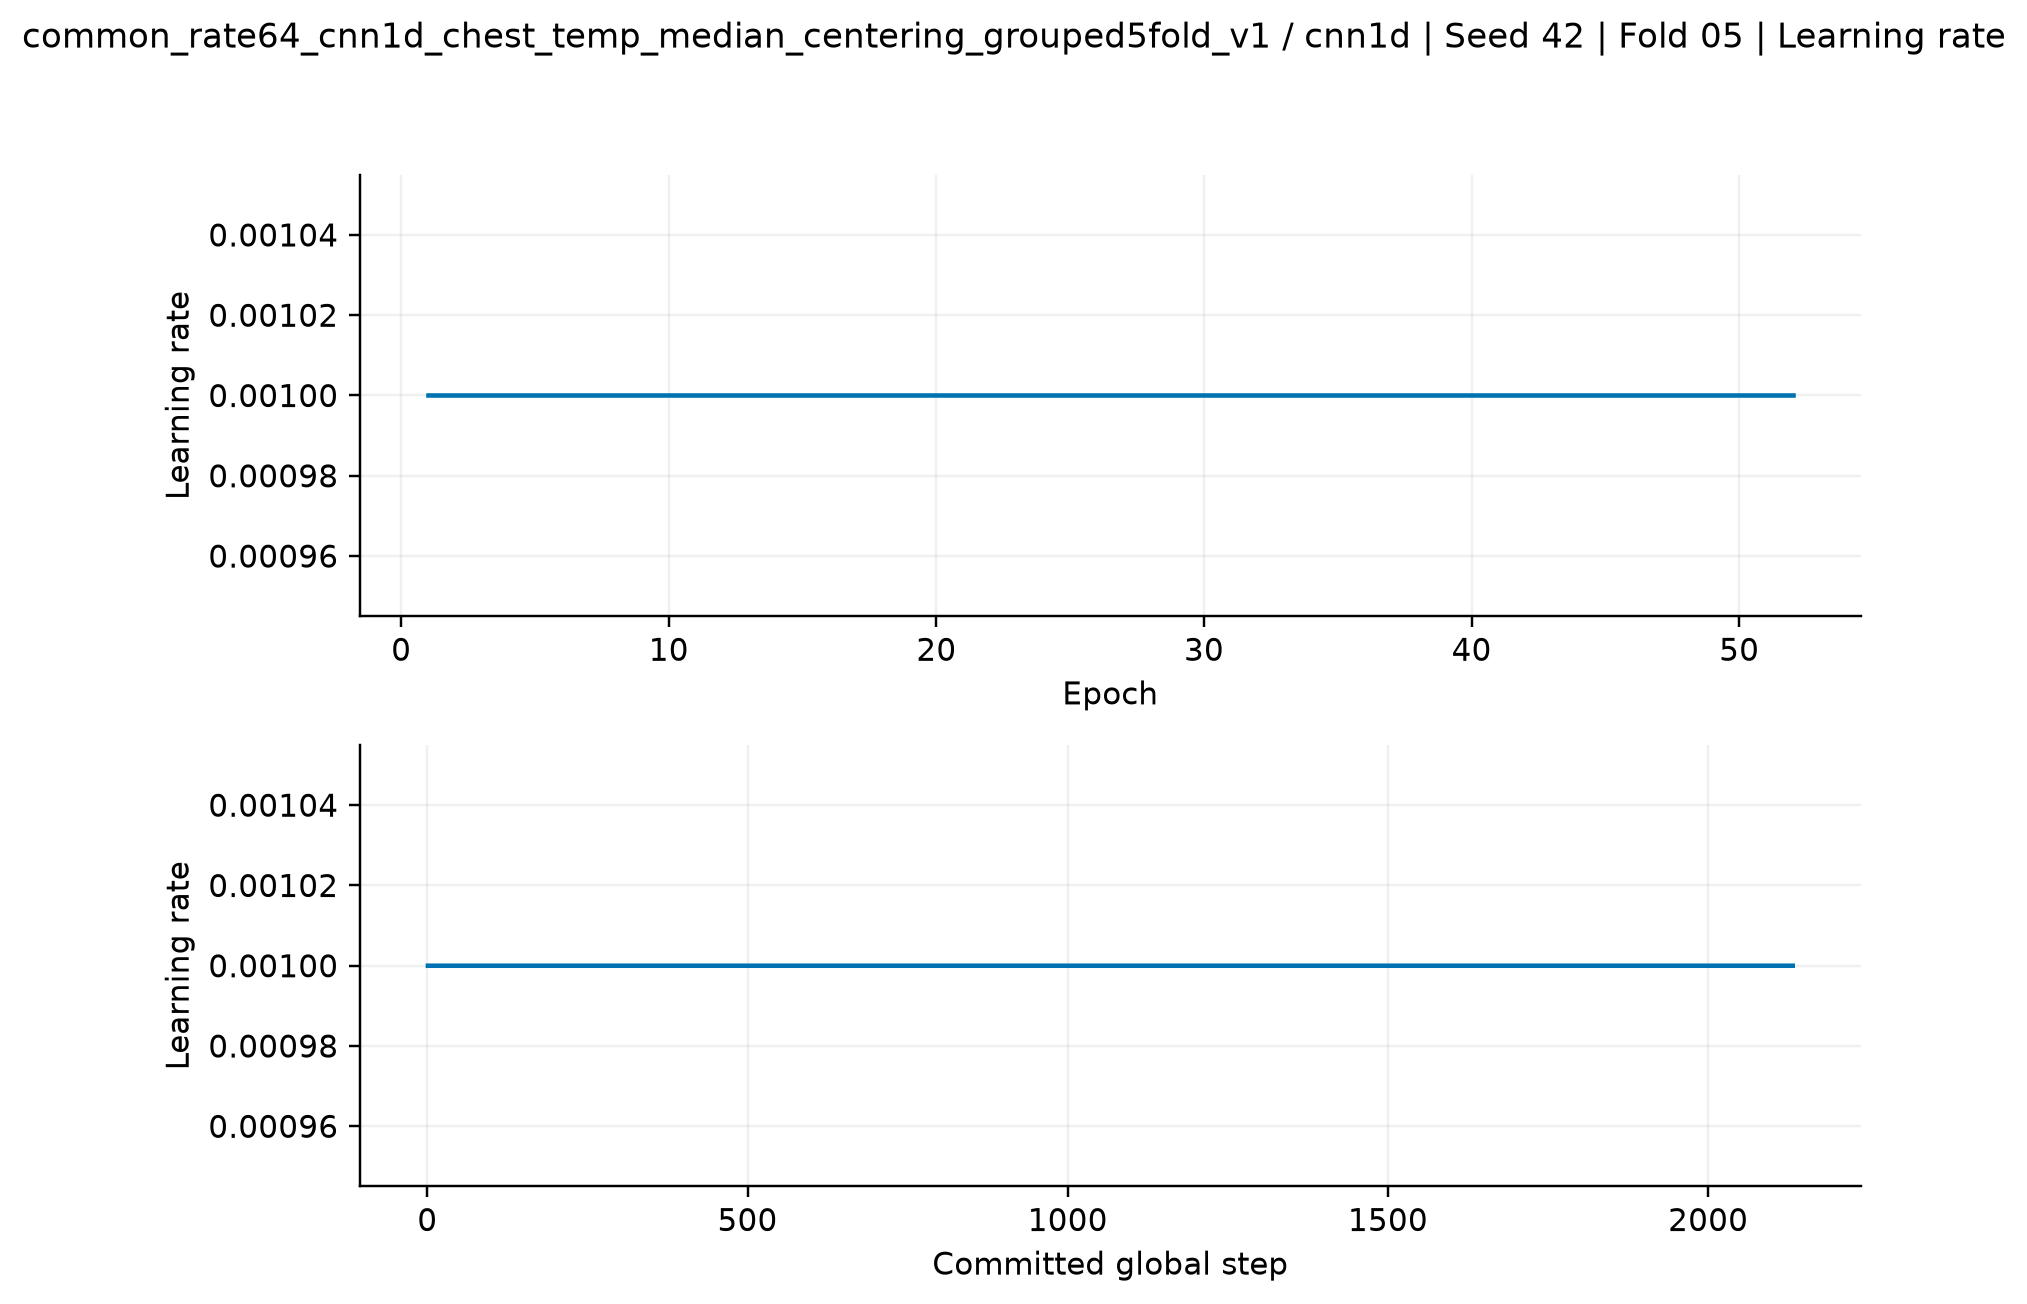 common_rate64_cnn1d_chest_temp_median_centering_grouped5fold_v1 / cnn1d | Seed 42 | Fold 05 | Learning rate
0.00104
0.00102
0.00100
0.00098
0.00096
Learning rate
0 10 20 30 40 50
Epoch
0.00104
0.00102
0.00100
0.00098
0.00096
Learning rate
0 500 1000 1500 2000
Committed global step